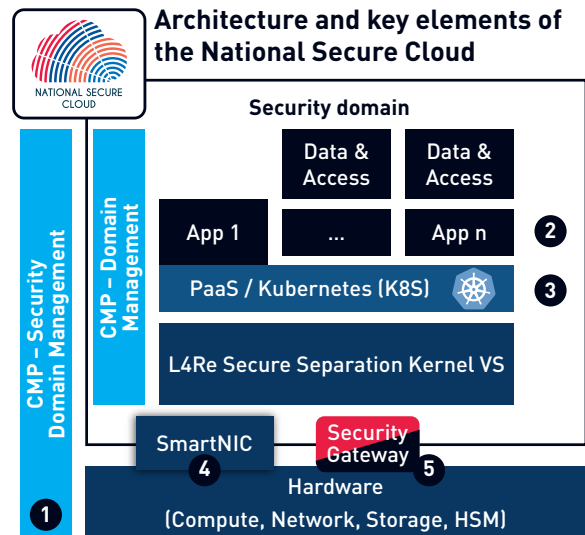 Architecture and key elements of
the National Secure Cloud
NATIONAL SECURE
CLOUD
Security domain
CMP – Security
Domain Management
CMP – Domain
Management
Data &
Access
Data &
Access
App 1
...
App n
2
PaaS / Kubernetes (K8S)
3
L4Re Secure Separation Kernel VS
SmartNIC
4
Security
Gateway
5
1
Hardware
(Compute, Network, Storage, HSM)